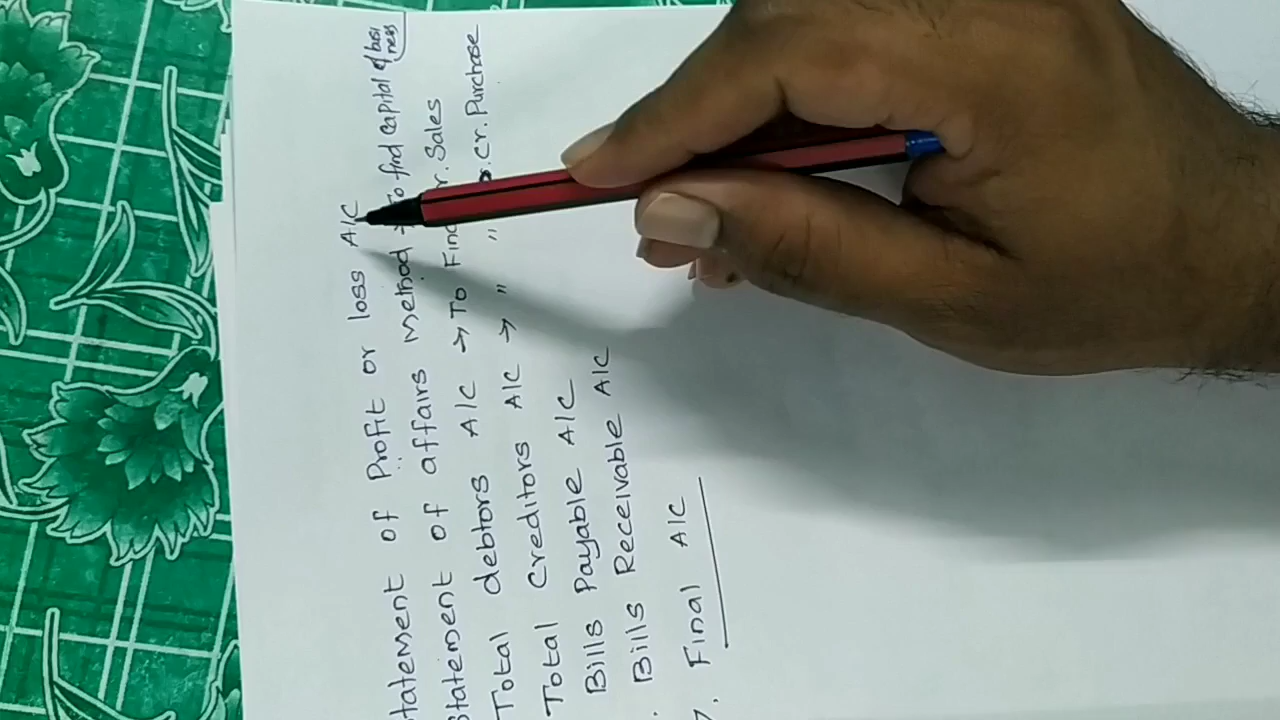 Statement of Profit or loss A/C
Statement of affairs method → To find capital of business
Total debtors A/C → To Find Cr. Sales
Total Creditors A/C → " " Cr. Purchase
Bills Payable A/C
Bills Receivable A/C
7. Final A/C